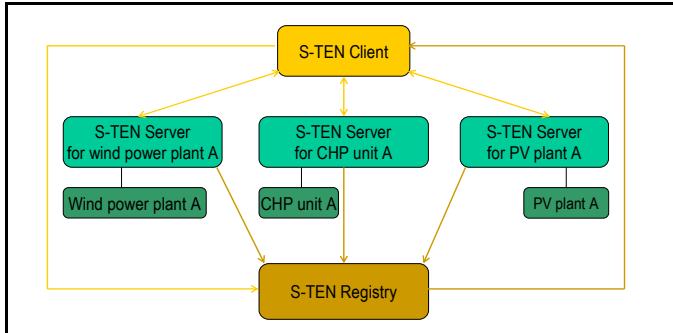 S-TEN Client
S-TEN Server
for wind power plant A
S-TEN Server
for CHP unit A
S-TEN Server
for PV plant A
Wind power plant A
CHP unit A
PV plant A
S-TEN Registry